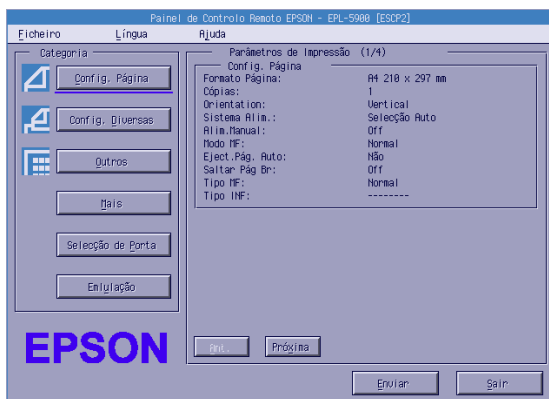 Painel de Controlo Remoto EPSON - EPL-5900 [ESCP2]
Ficheiro Língua Ajuda
Categoria
Config. Página
Config. Diversas
Outros
Mais
Selecção de Porta
Emlulação
EPSON
Parâmetros de Impressão (1/4)
Config. Página
Formato Página: A4 210 x 297 mm
Cópias: 1
Orientation: Vertical
Sistema Alim.: Selecção Auto
Alim.Manual: Off
Modo MF: Normal
Eject.Pág. Auto: Não
Saltar Pág Br: Off
Tipo MF: Normal
Tipo INF: --------
Ant. Próxima
Enviar Sair